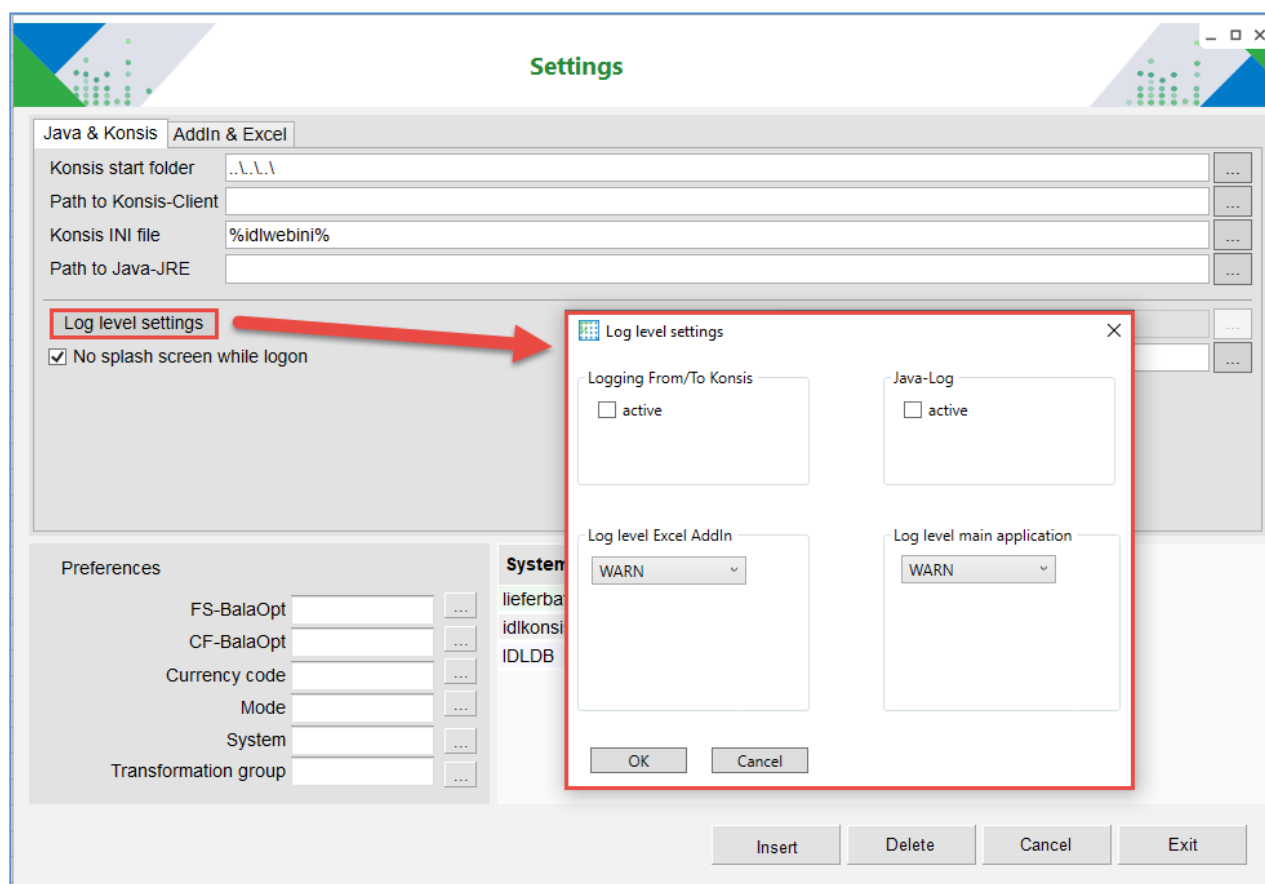 Settings
Java & Konsis AddIn & Excel
Konsis start folder ..\..\..\
...
Path to Konsis-Client
...
Konsis INI file %idlwebini%
...
Path to Java-JRE
...
Log level settings
...
No splash screen while logon
...
Log level settings
Logging From/To Konsis
active
Java-Log
active
Log level Excel AddIn
WARN
Log level main application
WARN
OK Cancel
Preferences
FS-BalaOpt ...
CF-BalaOpt ...
Currency code ...
Mode ...
System ...
Transformation group ...
System
lieferba
idlkonsi
IDLDB
Insert Delete Cancel Exit